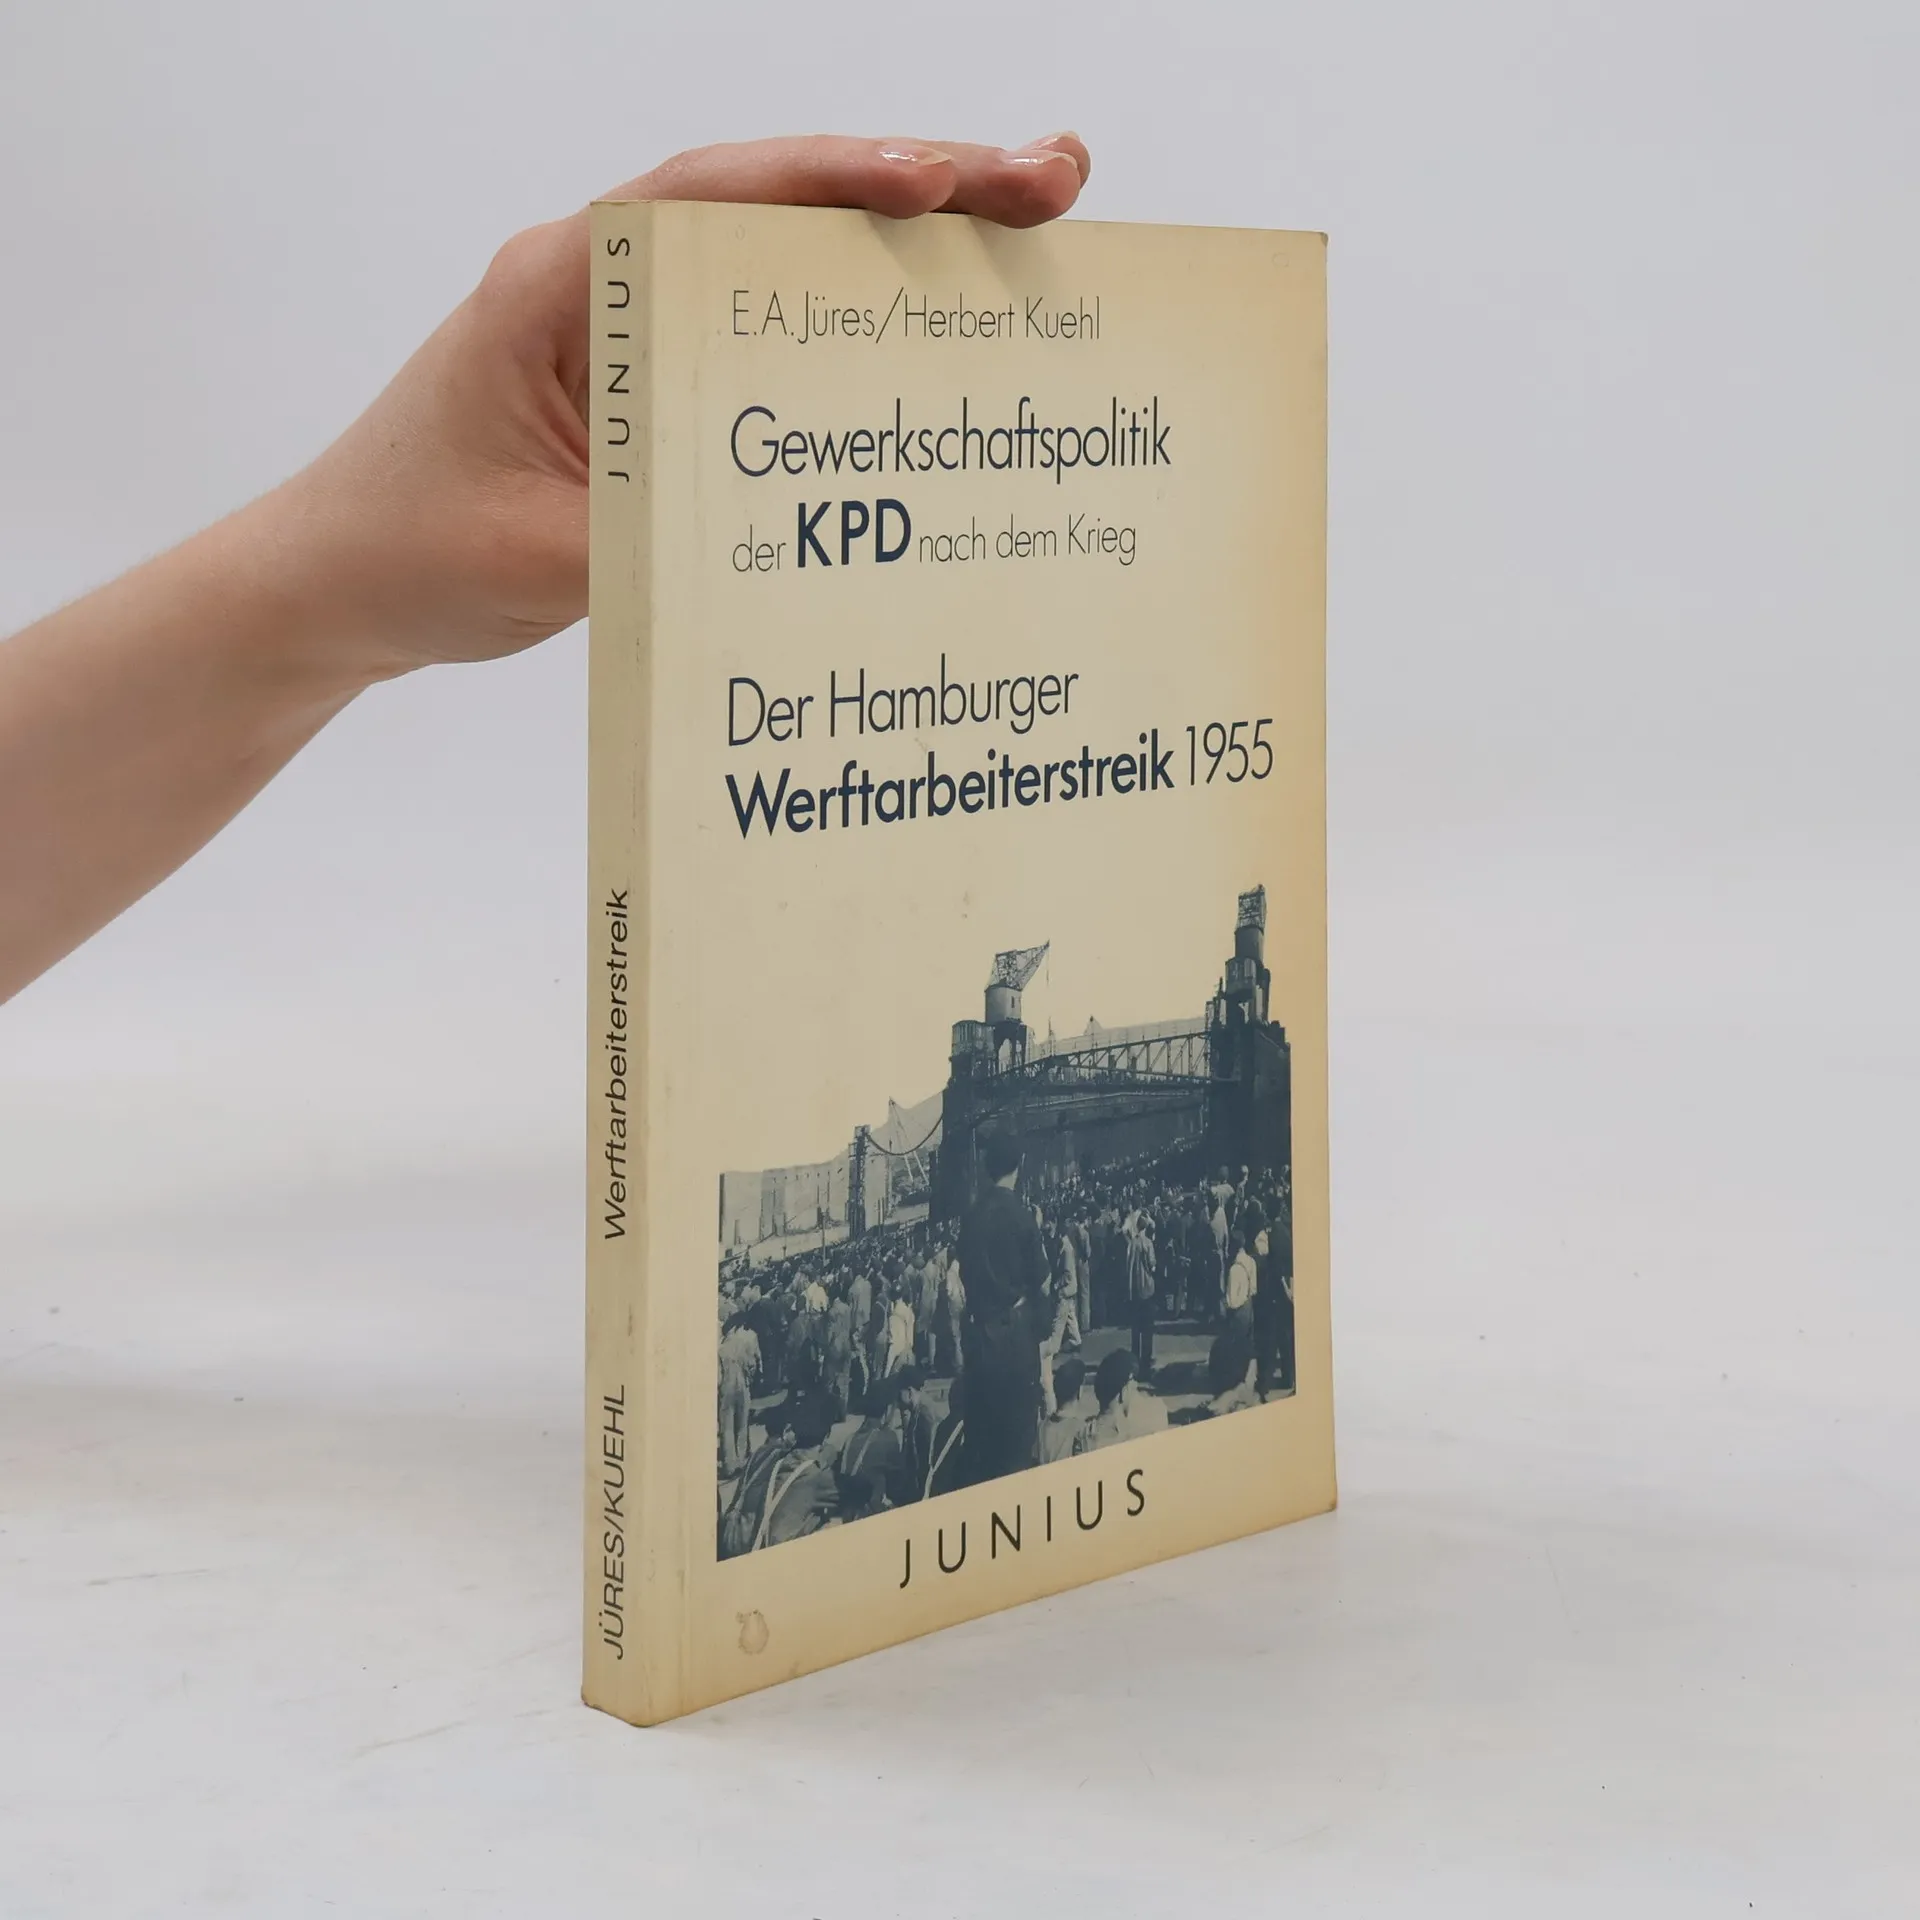 JUNIUS
Werftarbeiterstreik
JÜRES/KUEHL
E.A. Jüres/Herbert Kuehl
Gewerkschaftspolitik
der KPD nach dem Krieg
Der Hamburger
Werftarbeiterstreik 1955
JUNIUS